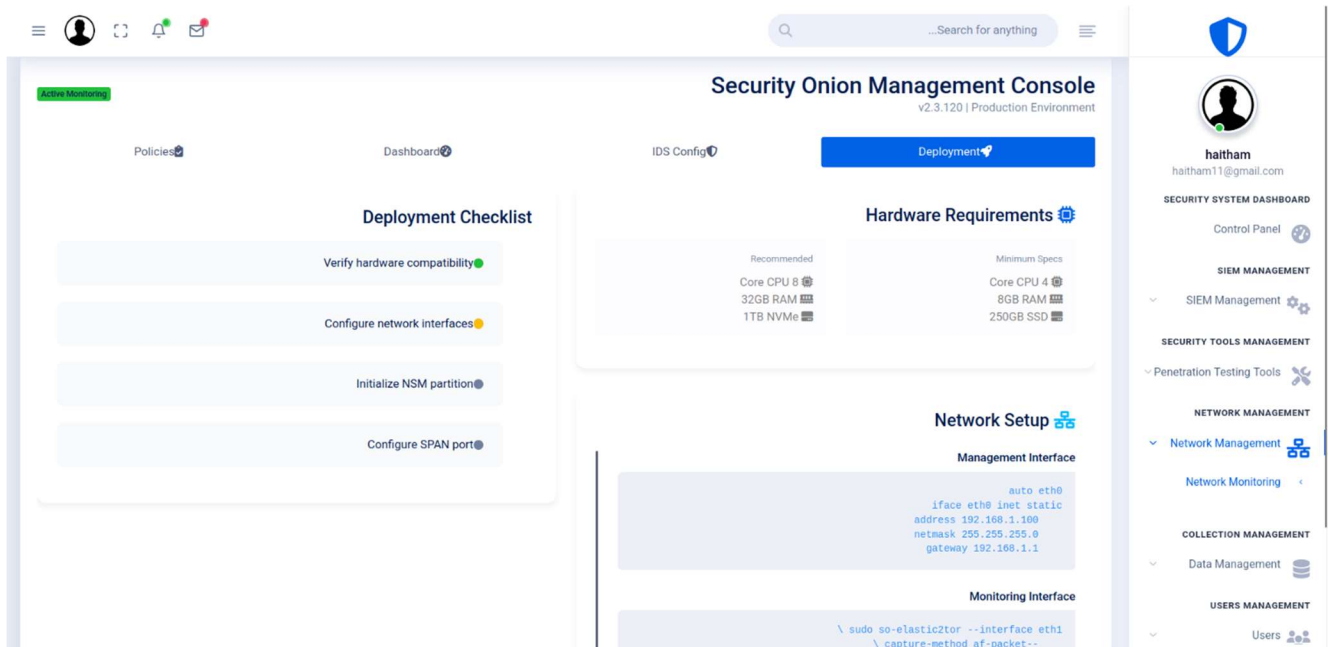 ...Search for anything
Security Onion Management Console
v2.3.120 | Production Environment
Active Monitoring
Policies
Dashboard
IDS Config
Deployment
Deployment Checklist
Verify hardware compatibility
Configure network interfaces
Initialize NSM partition
Configure SPAN port
Hardware Requirements
Recommended
Core CPU 8
32GB RAM
1TB NVMe
Minimum Specs
Core CPU 4
8GB RAM
250GB SSD
Network Setup
Management Interface
auto eth0
iface eth0 inet static
address 192.168.1.100
netmask 255.255.255.0
gateway 192.168.1.1
Monitoring Interface
\ sudo so-elastic2tor --interface eth1
\ capture-method af-packet--
haitham
haitham11@gmail.com
SECURITY SYSTEM DASHBOARD
Control Panel
SIEM MANAGEMENT
SIEM Management
SECURITY TOOLS MANAGEMENT
Penetration Testing Tools
NETWORK MANAGEMENT
Network Management
Network Monitoring
COLLECTION MANAGEMENT
Data Management
USERS MANAGEMENT
Users